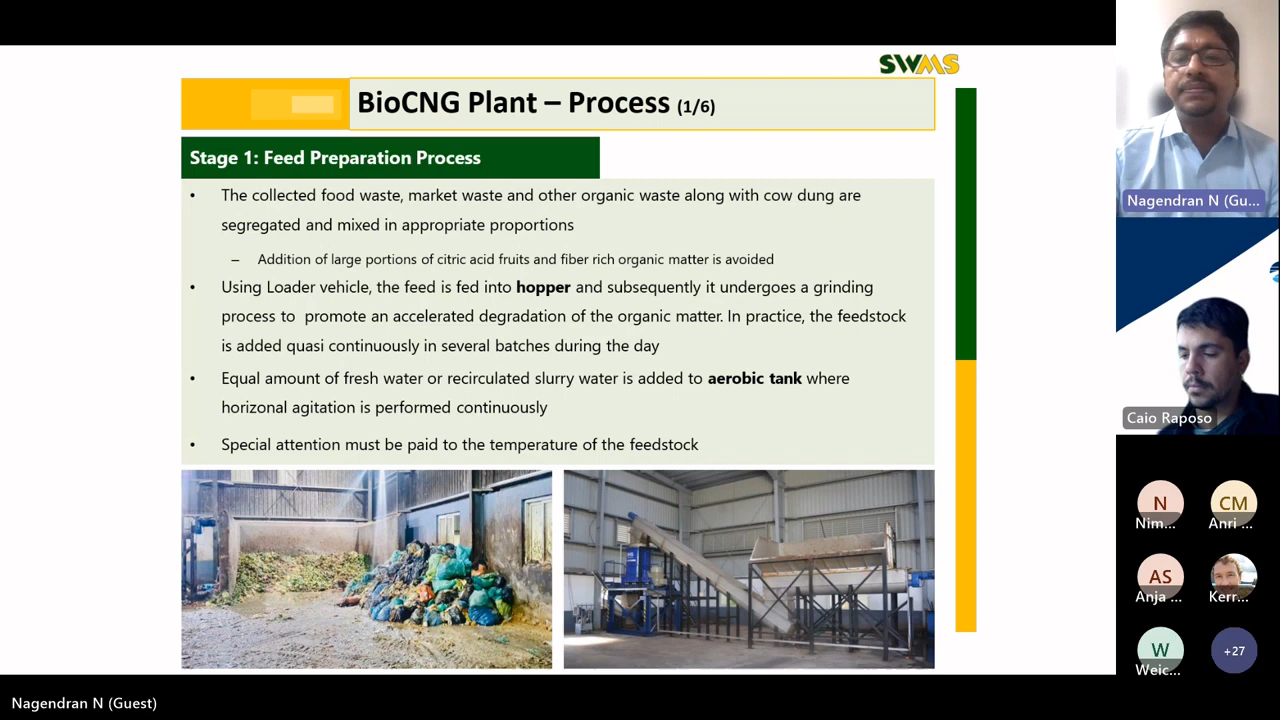 SWMS
BioCNG Plant – Process (1/6)
Stage 1: Feed Preparation Process
• The collected food waste, market waste and other organic waste along with cow dung are
segregated and mixed in appropriate proportions
– Addition of large portions of citric acid fruits and fiber rich organic matter is avoided
• Using Loader vehicle, the feed is fed into hopper and subsequently it undergoes a grinding
process to promote an accelerated degradation of the organic matter. In practice, the feedstock
is added quasi continuously in several batches during the day
• Equal amount of fresh water or recirculated slurry water is added to aerobic tank where
horizonal agitation is performed continuously
• Special attention must be paid to the temperature of the feedstock
Nagendran N (Gu...
Caio Raposo
N
Nim...
CM
Anri ...
AS
Anja ...
Kerr...
W
Weic...
+27
Nagendran N (Guest)